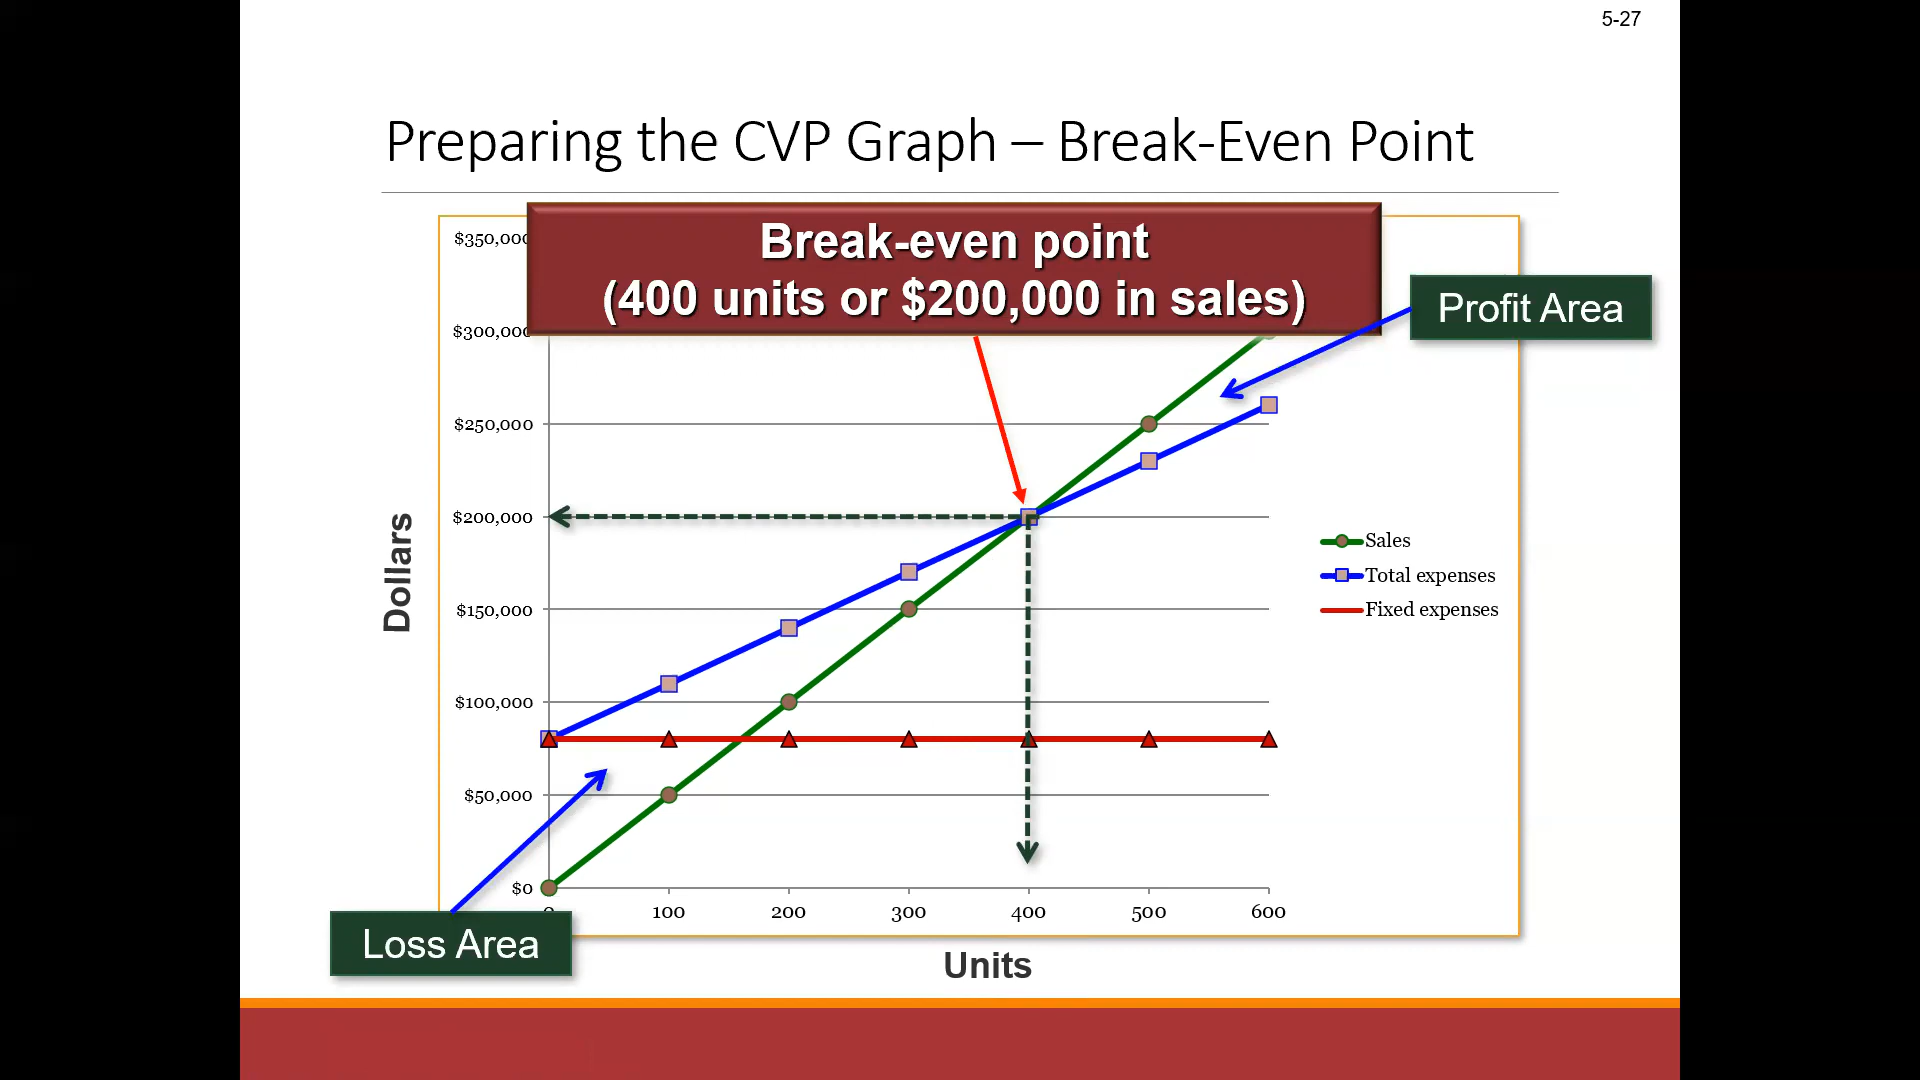 5-27
Preparing the CVP Graph – Break-Even Point
Break-even point
(400 units or $200,000 in sales)
Profit Area
$350,000
$300,000
$250,000
$200,000
$150,000
$100,000
$50,000
$0
Dollars
Sales
Total expenses
Fixed expenses
100 200 300 400 500 600
Loss Area
Units